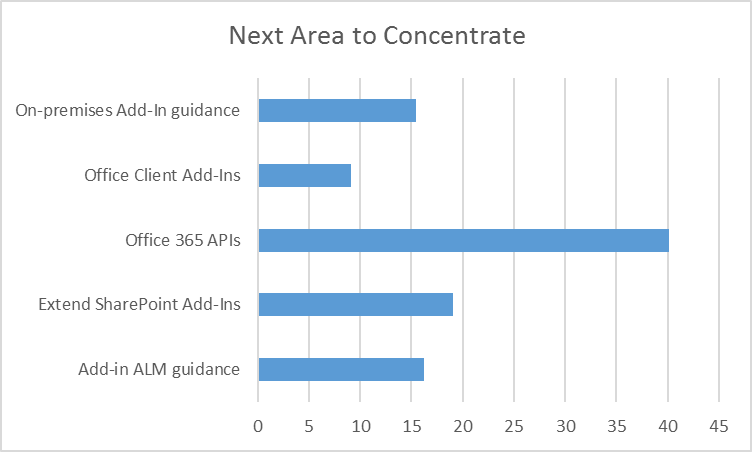 Next Area to Concentrate
On-premises Add-In guidance
Office Client Add-Ins
Office 365 APIs
Extend SharePoint Add-Ins
Add-in ALM guidance
0 5 10 15 20 25 30 35 40 45